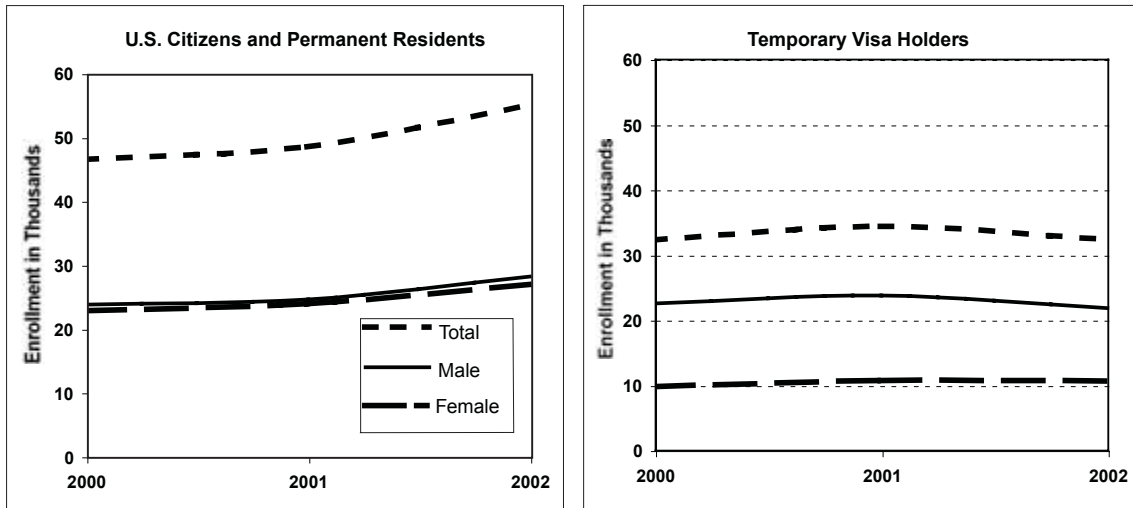 U.S. Citizens and Permanent Residents
Enrollment in Thousands
60
50
40
30
20
10
0
Total
Male
Female
2000 2001 2002
Temporary Visa Holders
Enrollment in Thousands
60
50
40
30
20
10
0
2000 2001 2002